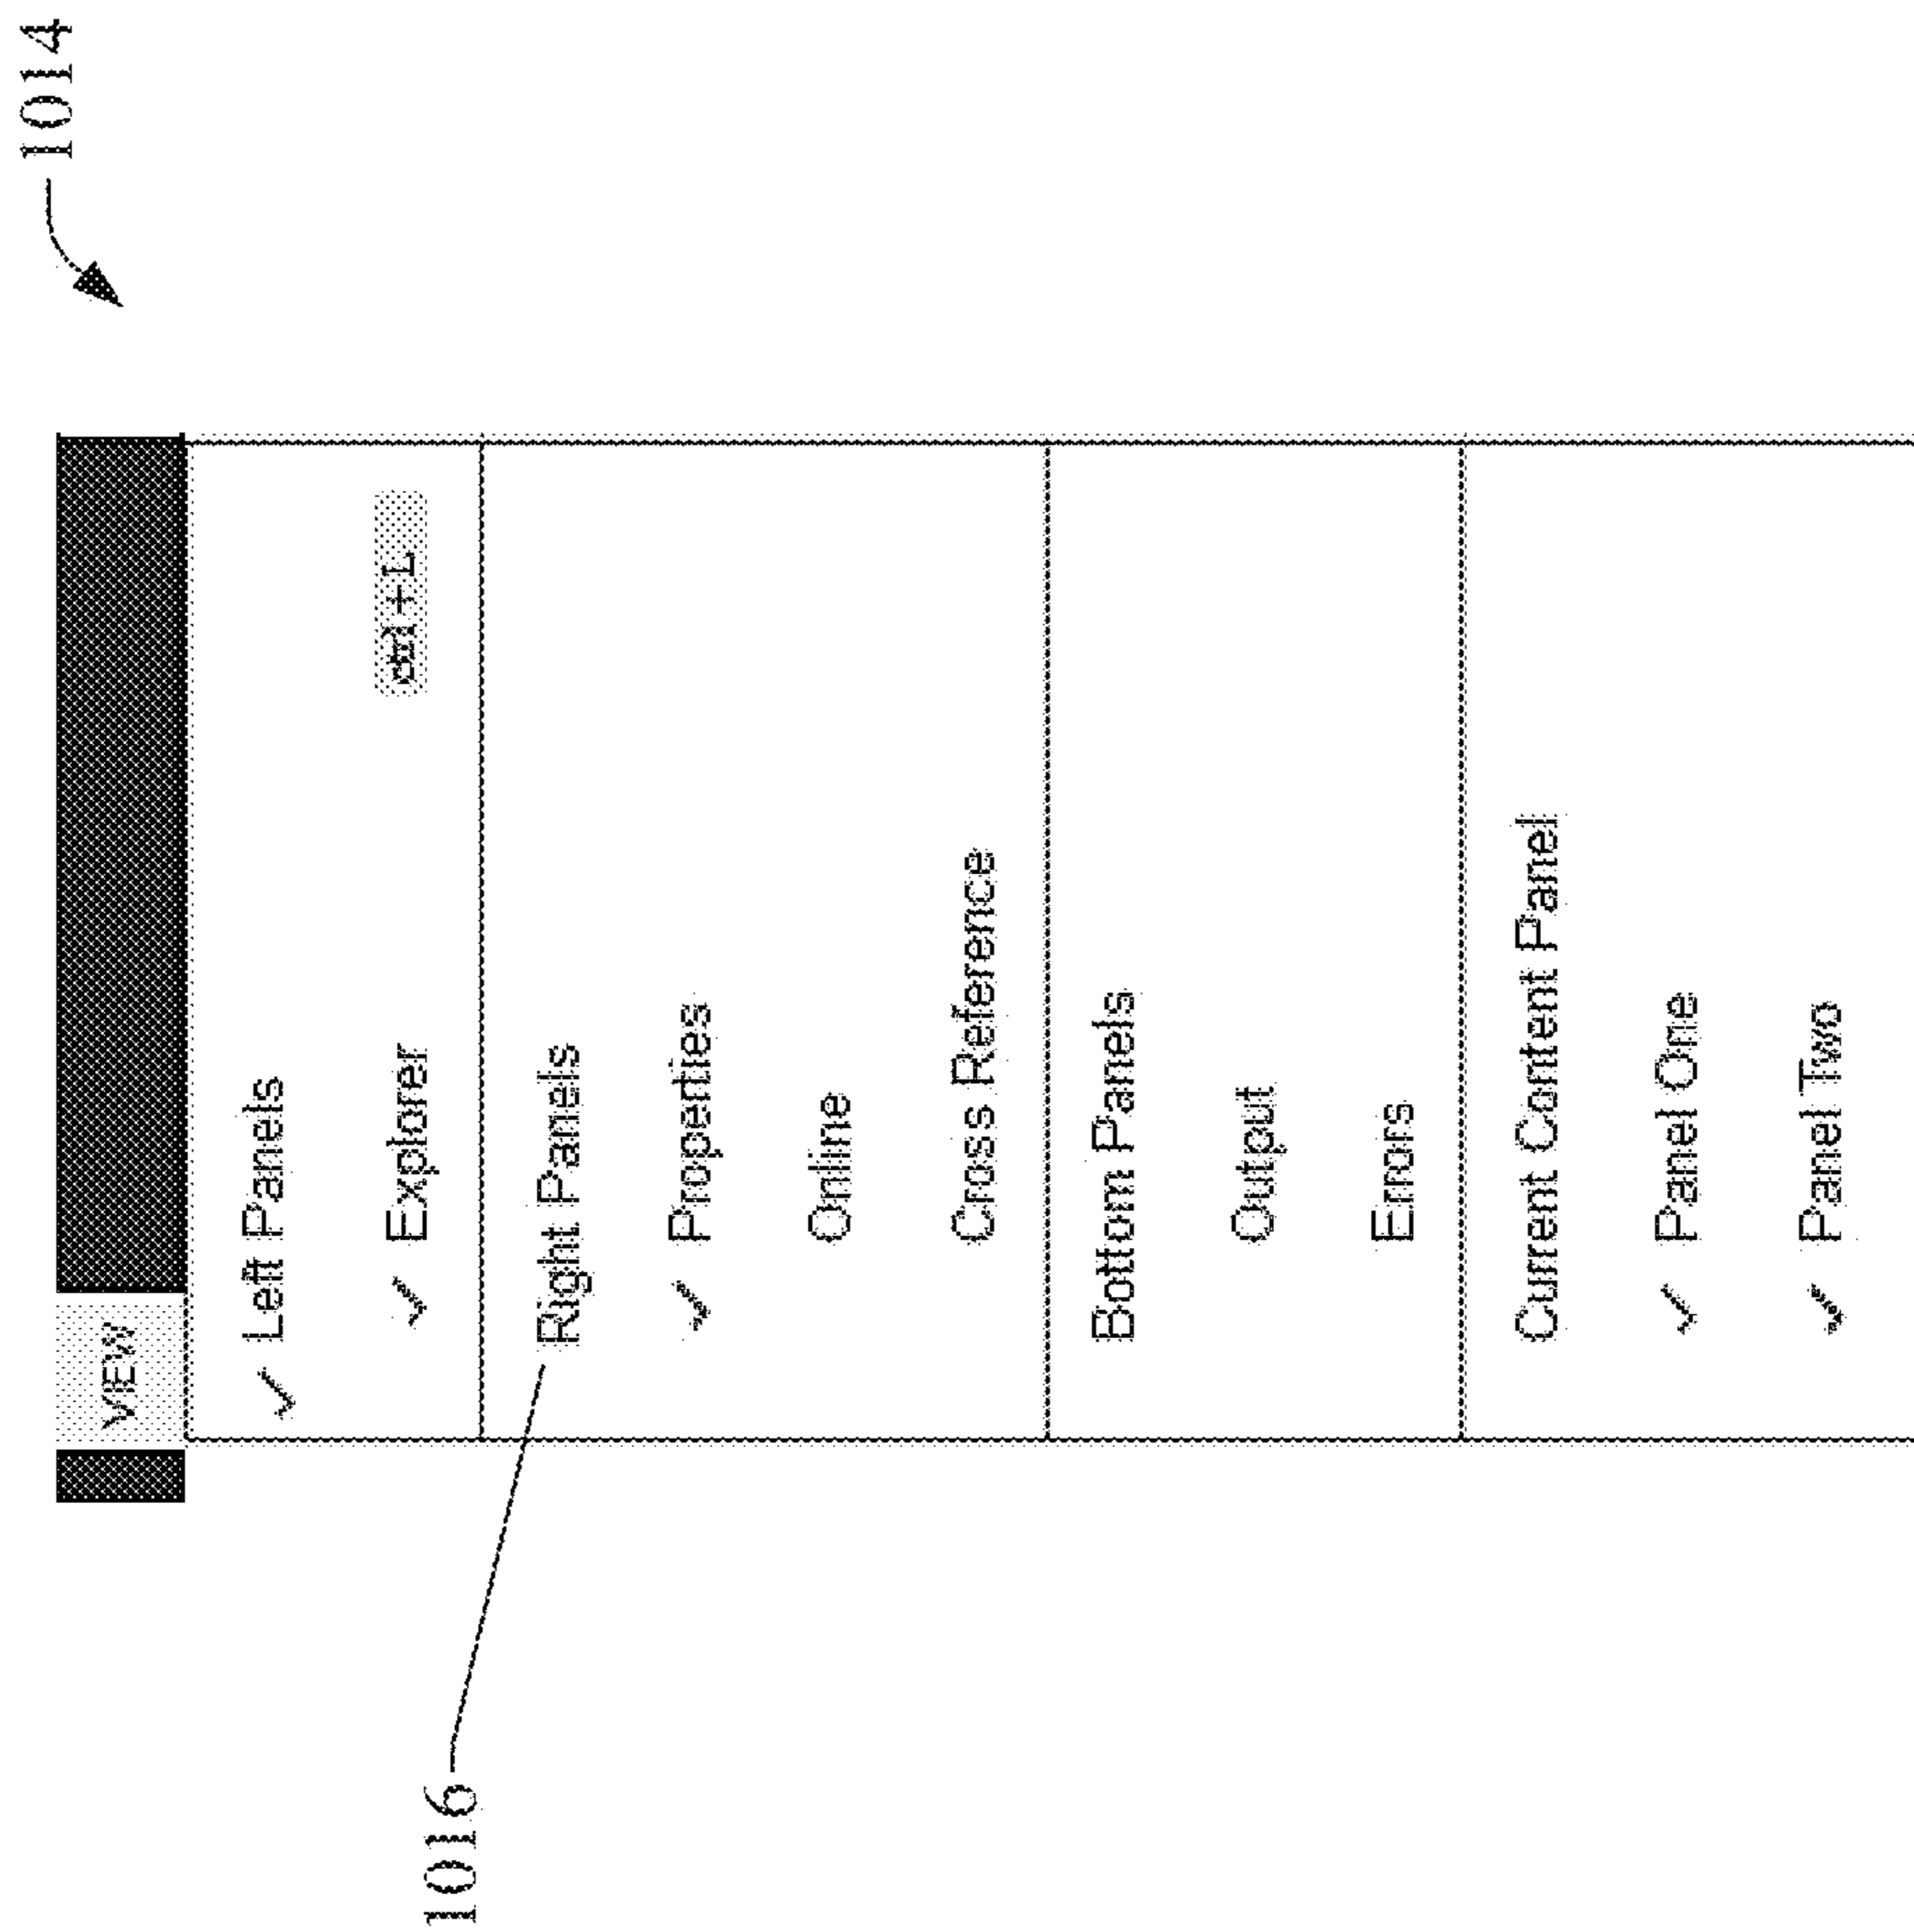 1014
VIEW
✓ Left Panels
✓ Explorer ctrl+L
1016
Right Panels
✓ Properties
Online
Cross Reference
Bottom Panels
Output
Errors
Current Content Panel
✓ Panel One
✓ Panel Two